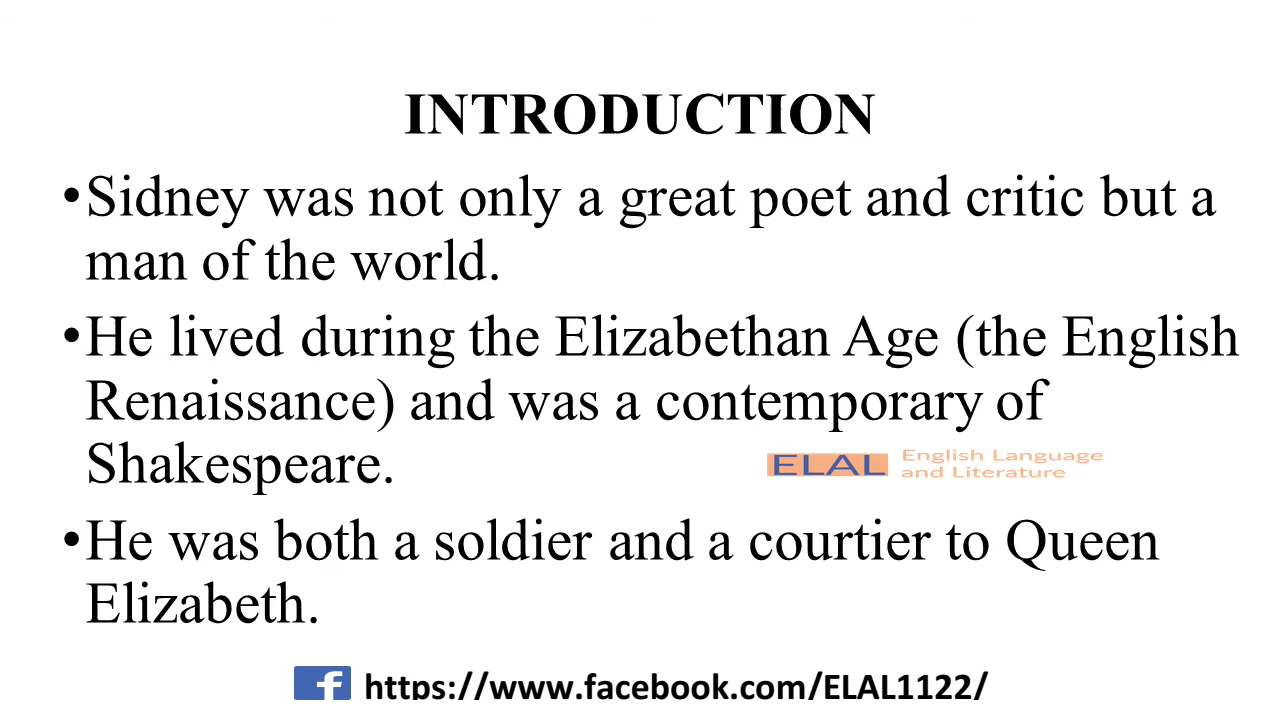 INTRODUCTION
•Sidney was not only a great poet and critic but a
man of the world.
•He lived during the Elizabethan Age (the English
Renaissance) and was a contemporary of
Shakespeare.
ELAL English Language
and Literature
•He was both a soldier and a courtier to Queen
Elizabeth.
f https://www.facebook.com/ELAL1122/